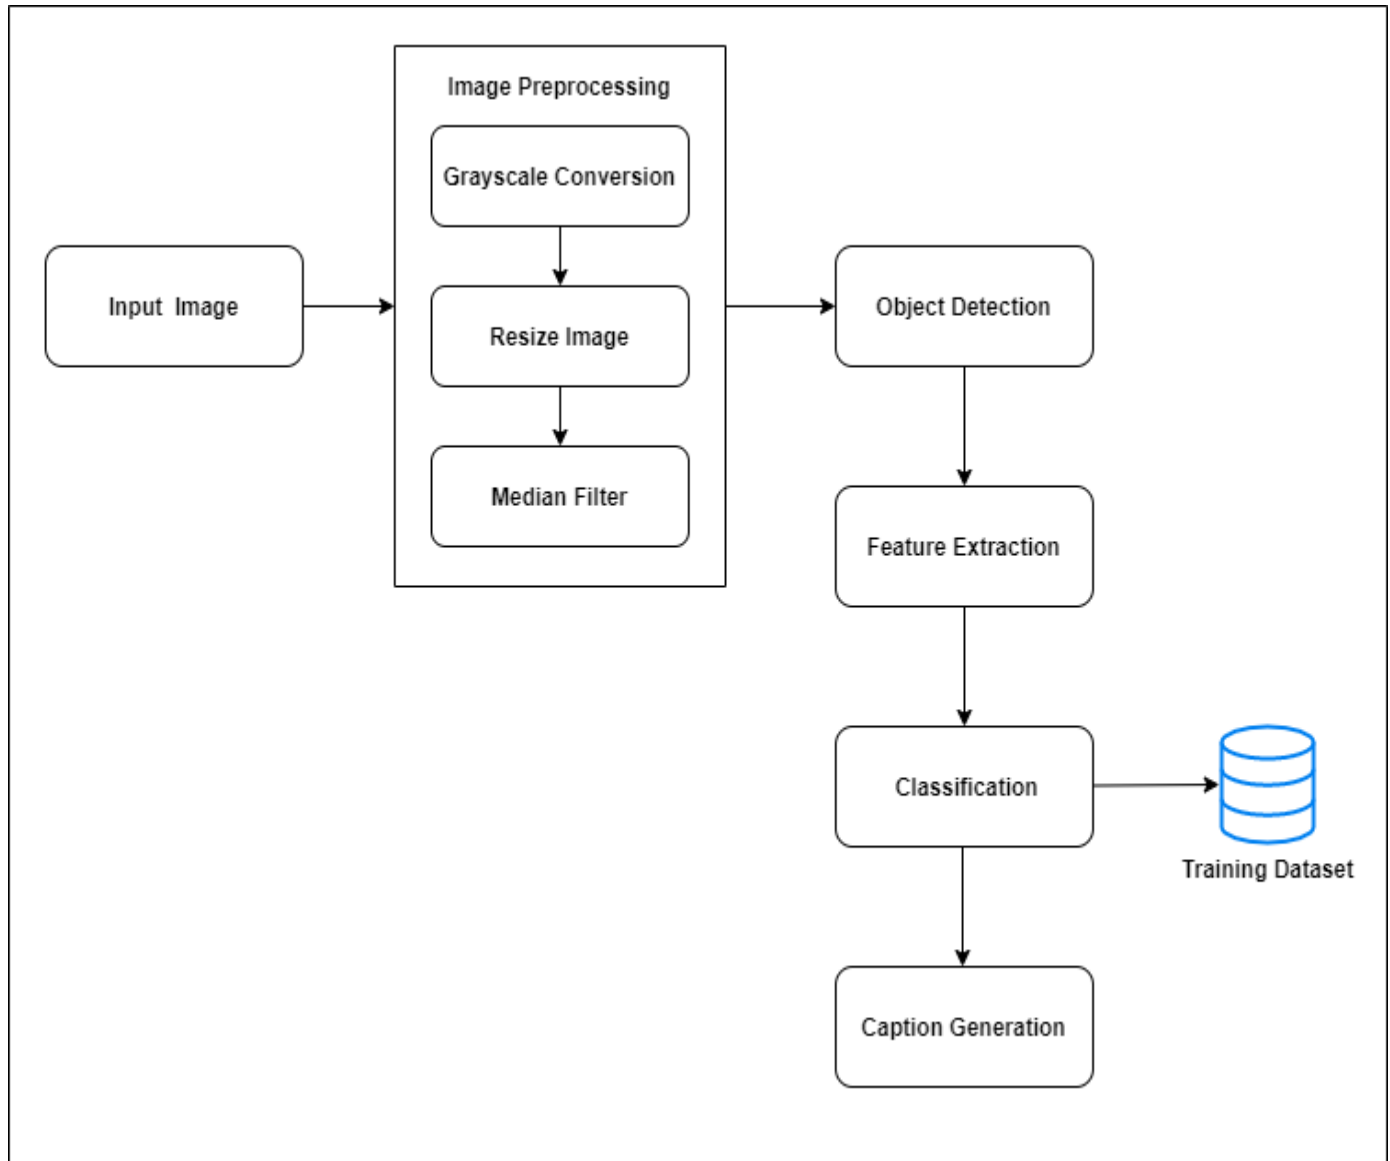 Image Preprocessing
Grayscale Conversion
Input Image
Resize Image
Object Detection
Median Filter
Feature Extraction
Classification
Training Dataset
Caption Generation